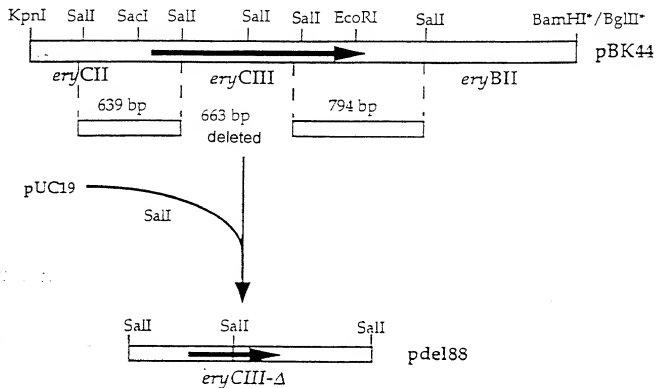 KpnI SalI SacI SalI SalI SalI EcoRI SalI BamHI*/BglII*
pBK44
eryCII eryCIII eryBII
639 bp 663 bp 794 bp
deleted
pUC19
SalI
SalI SalI SalI
pdel88
eryCIII-Δ